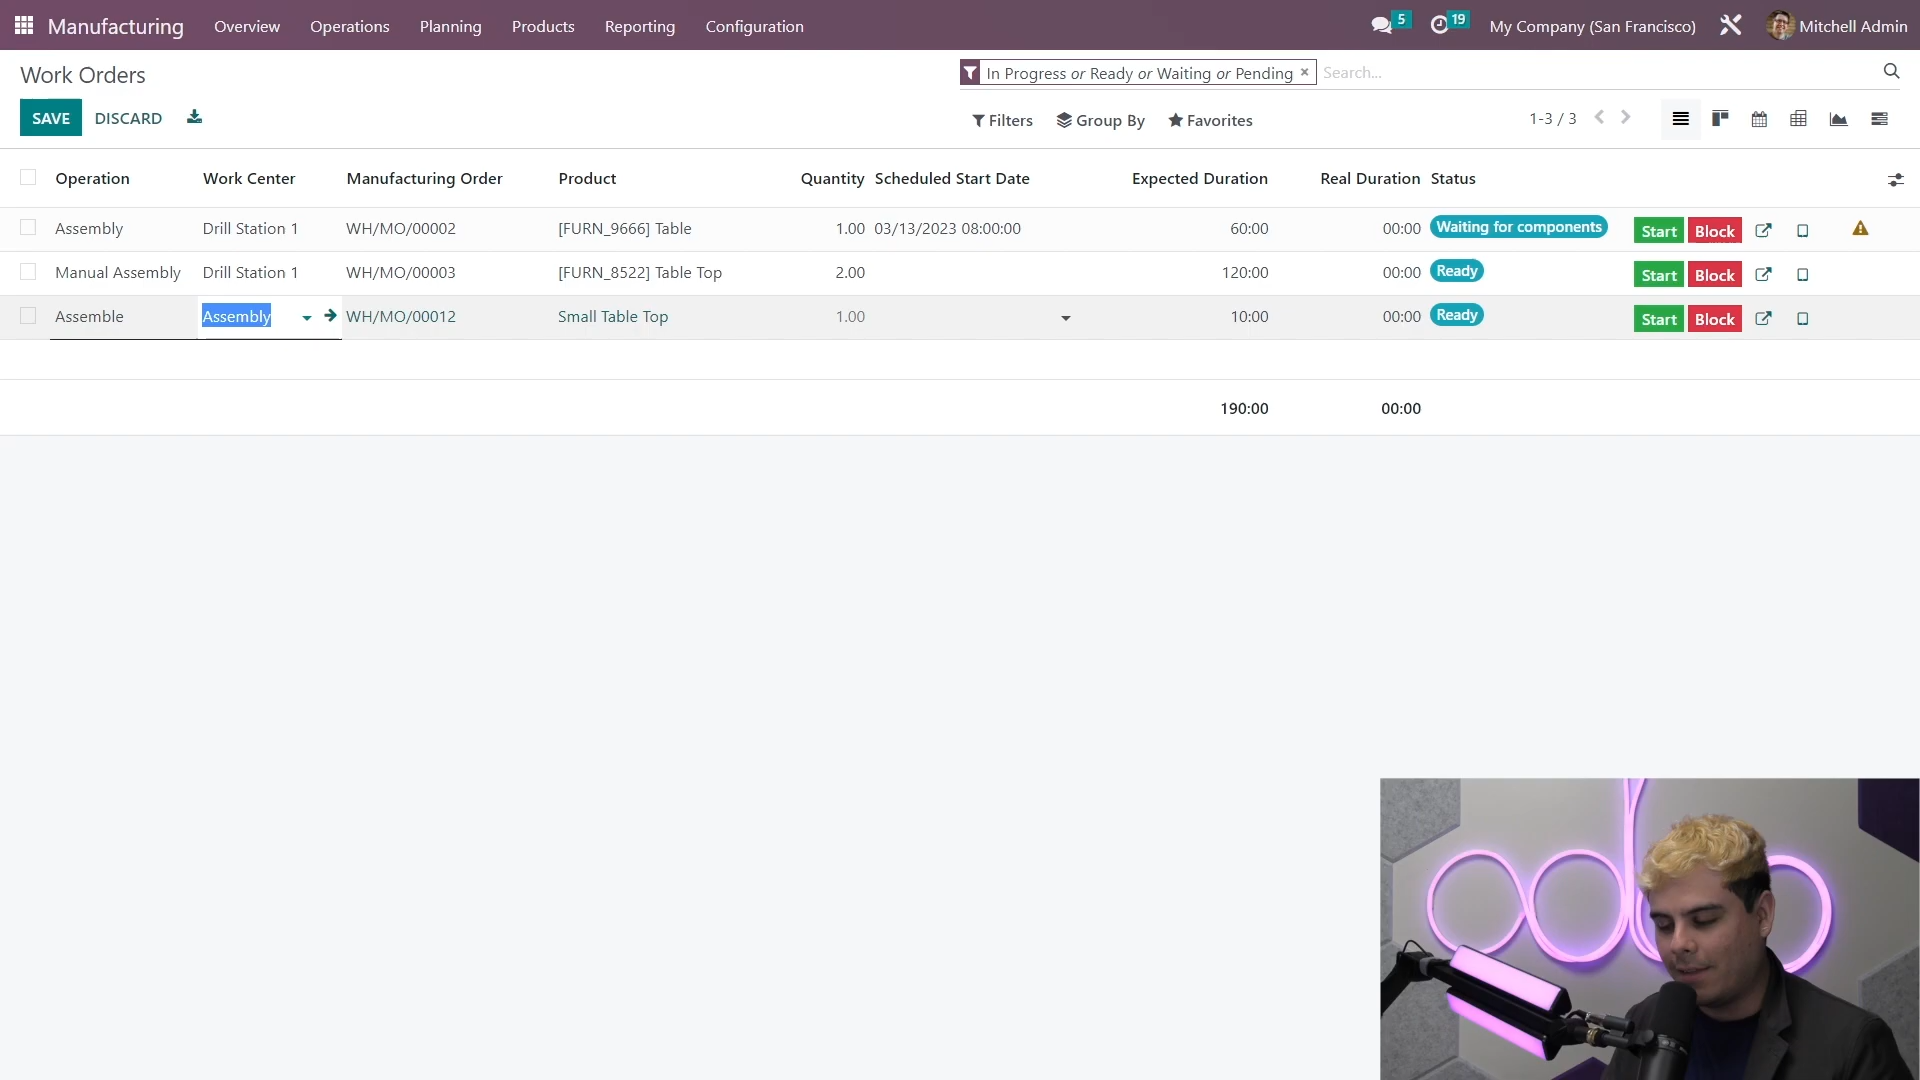 Manufacturing Overview Operations Planning Products Reporting Configuration 5 19 My Company (San Francisco) Mitchell Admin
Work Orders
In Progress or Ready or Waiting or Pending × Search...
SAVE DISCARD
Filters Group By Favorites 1-3 / 3
Operation Work Center Manufacturing Order Product Quantity Scheduled Start Date Expected Duration Real Duration Status
Assembly Drill Station 1 WH/MO/00002 [FURN_9666] Table 1.00 03/13/2023 08:00:00 60:00 00:00 Waiting for components Start Block
Manual Assembly Drill Station 1 WH/MO/00003 [FURN_8522] Table Top 2.00 120:00 00:00 Ready Start Block
Assemble Assembly WH/MO/00012 Small Table Top 1.00 10:00 00:00 Ready Start Block
190:00 00:00
odoo